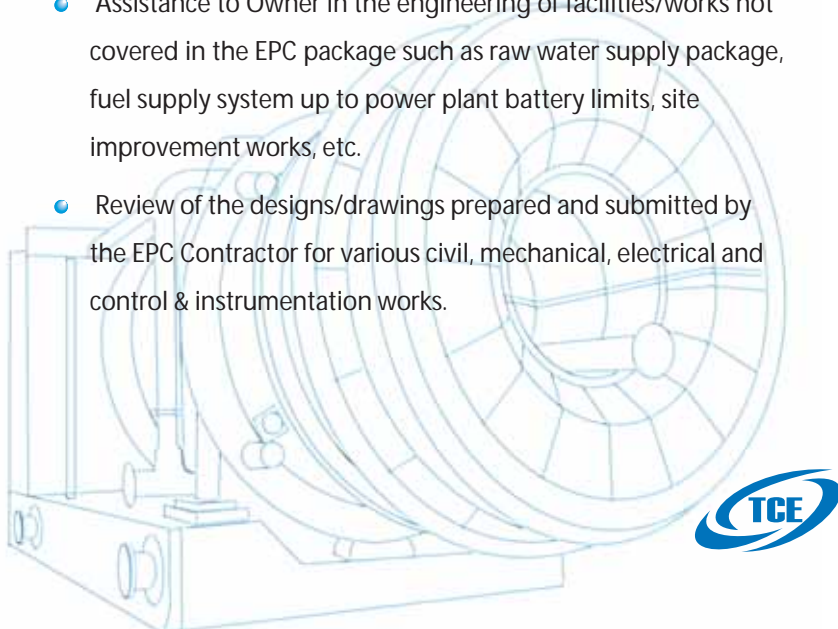 Assistance to Owner in the engineering of facilities/works not
covered in the EPC package such as raw water supply package,
fuel supply system up to power plant battery limits, site
improvement works, etc.
Review of the designs/drawings prepared and submitted by
the EPC Contractor for various civil, mechanical, electrical and
control & instrumentation works.
TCE